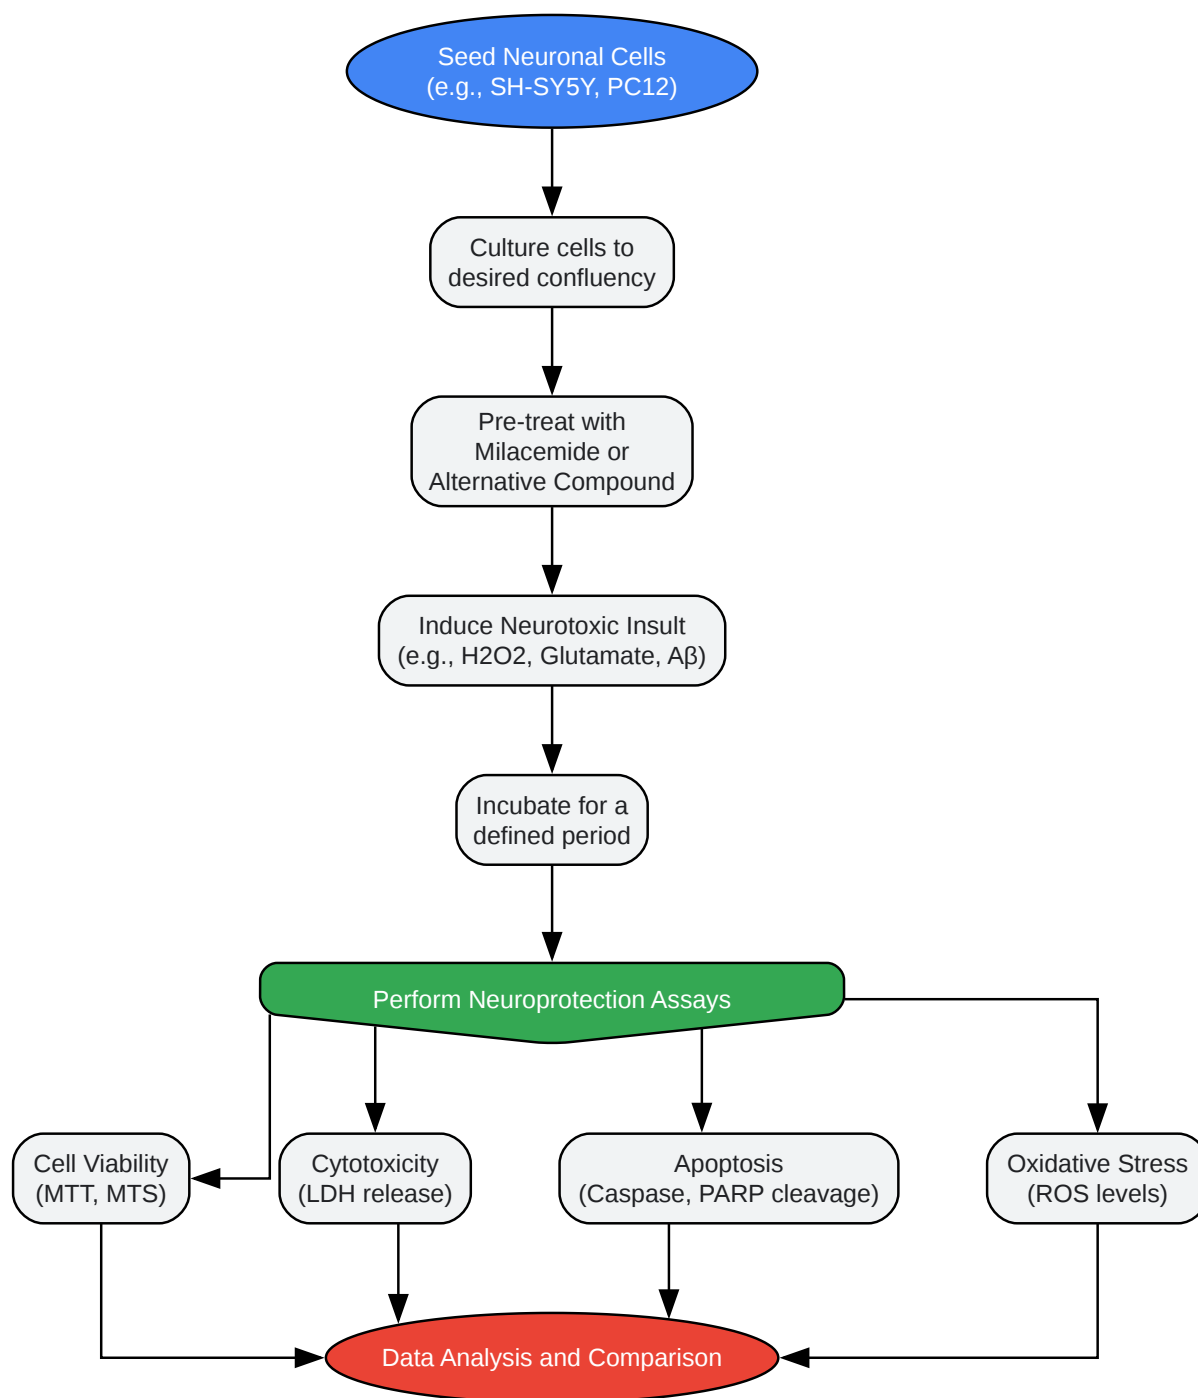 Seed Neuronal Cells
(e.g., SH-SY5Y, PC12)
Culture cells to
desired confluency
Pre-treat with
Milacemide or
Alternative Compound
Induce Neurotoxic Insult
(e.g., H2O2, Glutamate, Aβ)
Incubate for a
defined period
Perform Neuroprotection Assays
Cell Viability
(MTT, MTS)
Cytotoxicity
(LDH release)
Apoptosis
(Caspase, PARP cleavage)
Oxidative Stress
(ROS levels)
Data Analysis and Comparison